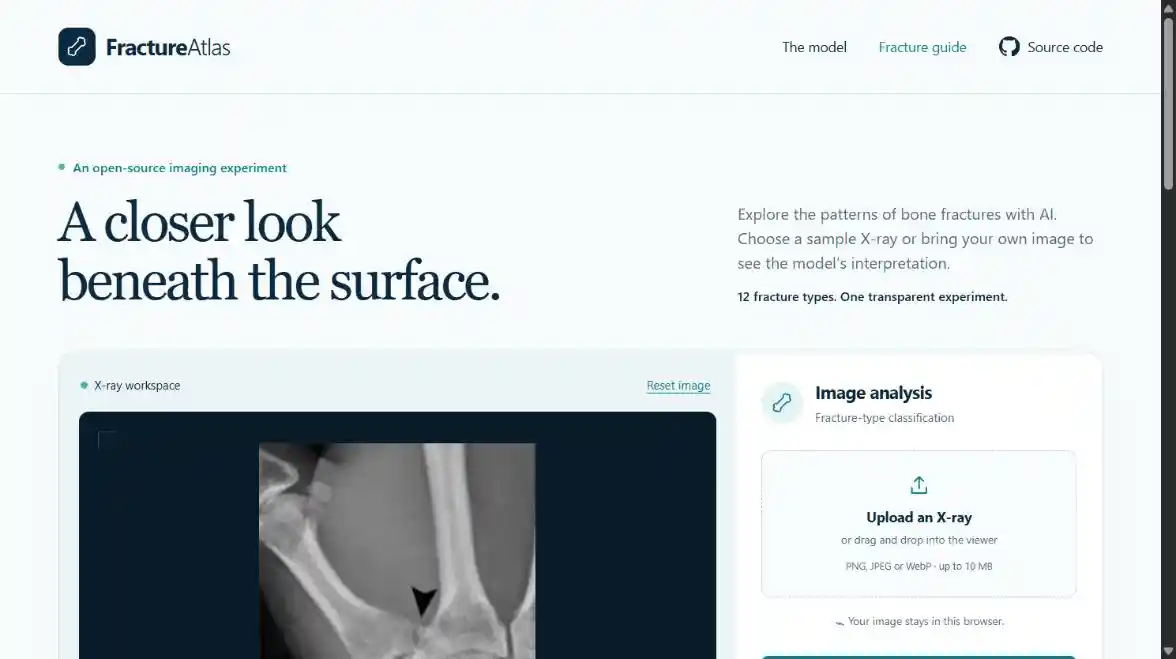 FractureAtlas
The model
Fracture guide
Source code
An open-source imaging experiment
A closer look
beneath the surface.
Explore the patterns of bone fractures with AI.
Choose a sample X-ray or bring your own image to
see the model's interpretation.
12 fracture types. One transparent experiment.
X-ray workspace
Reset image
Image analysis
Fracture-type classification
Upload an X-ray
or drag and drop into the viewer
PNG, JPEG or WebP · up to 10 MB
Your image stays in this browser.